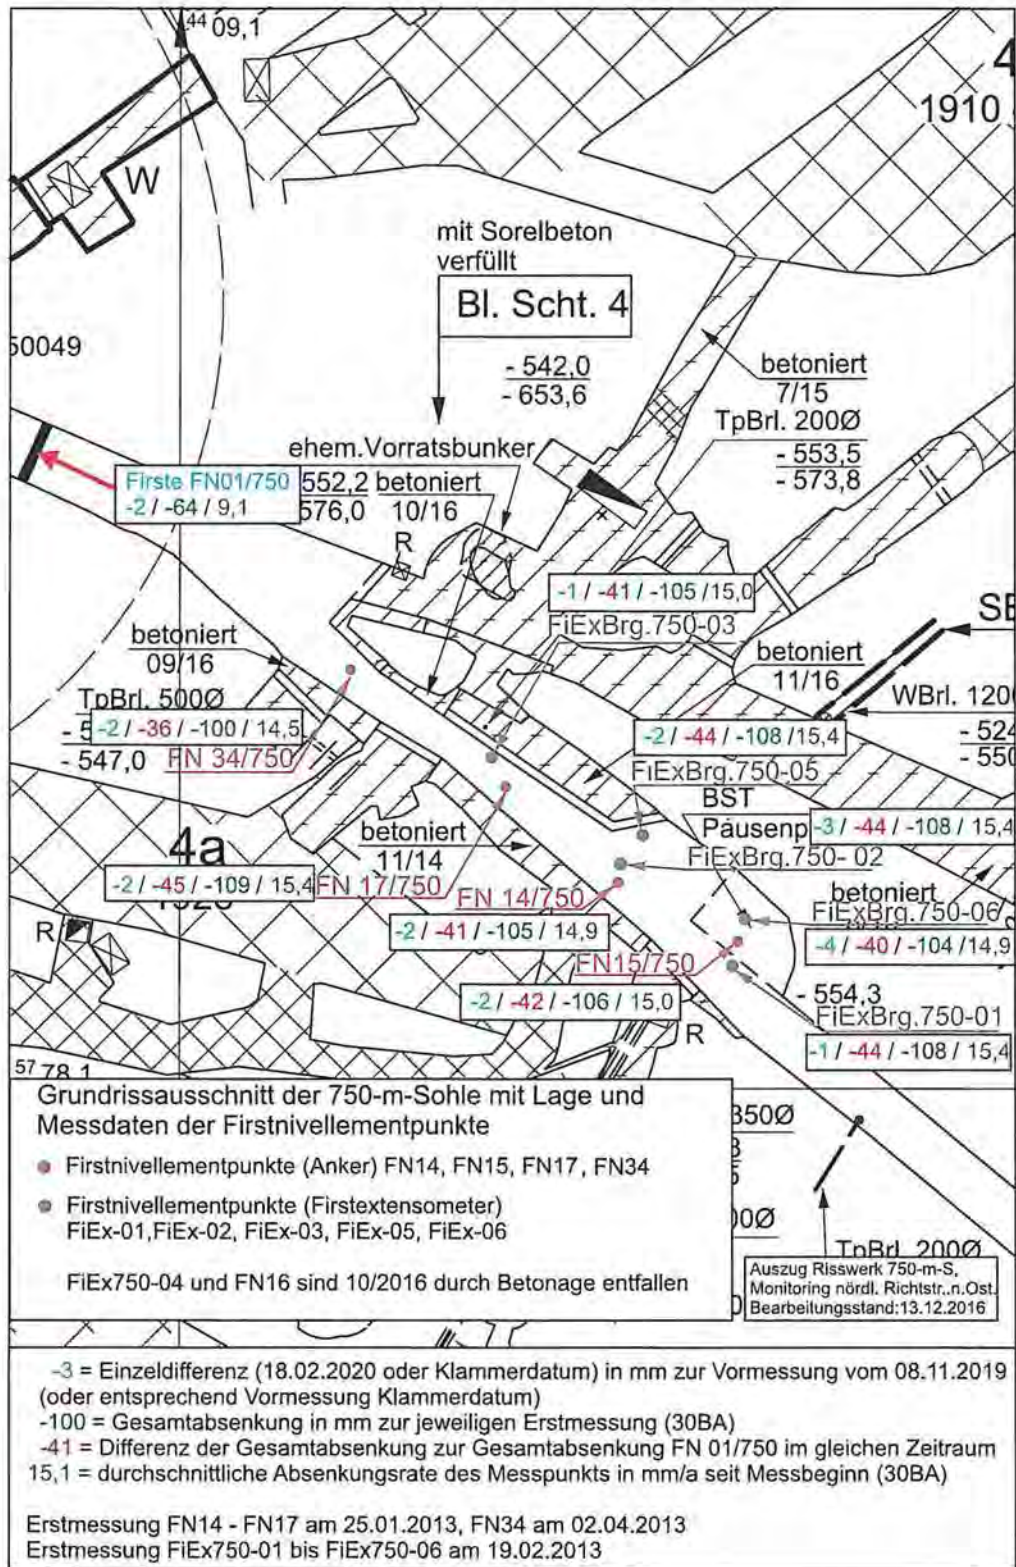 44 09,1
4
1910
W
mit Sorelbeton
verfüllt
Bl. Scht. 4
50049
- 542,0
- 653,6
betoniert
7/15
TpBrl. 200Ø
- 553,5
- 573,8
ehem.Vorratsbunker
Firste FN01/750
-2 / -64 / 9,1
552,2
576,0
betoniert
10/16
R
-1 / -41 / -105 /15,0
FiExBrg.750-03
SE
betoniert
09/16
betoniert
11/16
TpBrl. 500Ø
WBrl. 120
- 5
-2 / -36 / -100 / 14,5
- 547,0
FN 34/750
- 524
- 550
-2 / -44 / -108 /15,4
FiExBrg.750-05
BST
Pausenp
-3 / -44 / -108 / 15,4
betoniert
11/14
FiExBrg.750- 02
4a
-2 / -45 / -109 / 15,4
FN 17/750
FN 14/750
betoniert
FiExBrg.750-06
R
-2 / -41 / -105 / 14,9
-4 / -40 / -104 /14,9
FN15/750
- 554,3
-2 / -42 / -106 / 15,0
FiExBrg.750-01
R
-1 / -44 / -108 / 15,4
57 78,1
Grundrissausschnitt der 750-m-Sohle mit Lage und
Messdaten der Firstnivellementpunkte
Firstnivellementpunkte (Anker) FN14, FN15, FN17, FN34
Firstnivellementpunkte (Firstextensometer)
FiEx-01,FiEx-02, FiEx-03, FiEx-05, FiEx-06
FiEx750-04 und FN16 sind 10/2016 durch Betonage entfallen
350Ø
00Ø
TpBrl. 200Ø
Auszug Risswerk 750-m-S,
Monitoring nördl. Richtstr..n.Ost.
Bearbeitungsstand:13.12.2016
-3 = Einzeldifferenz (18.02.2020 oder Klammerdatum) in mm zur Vormessung vom 08.11.2019
(oder entsprechend Vormessung Klammerdatum)
-100 = Gesamtabsenkung in mm zur jeweiligen Erstmessung (30BA)
-41 = Differenz der Gesamtabsenkung zur Gesamtabsenkung FN 01/750 im gleichen Zeitraum
15,1 = durchschnittliche Absenkungsrate des Messpunkts in mm/a seit Messbeginn (30BA)
Erstmessung FN14 - FN17 am 25.01.2013, FN34 am 02.04.2013
Erstmessung FiEx750-01 bis FiEx750-06 am 19.02.2013